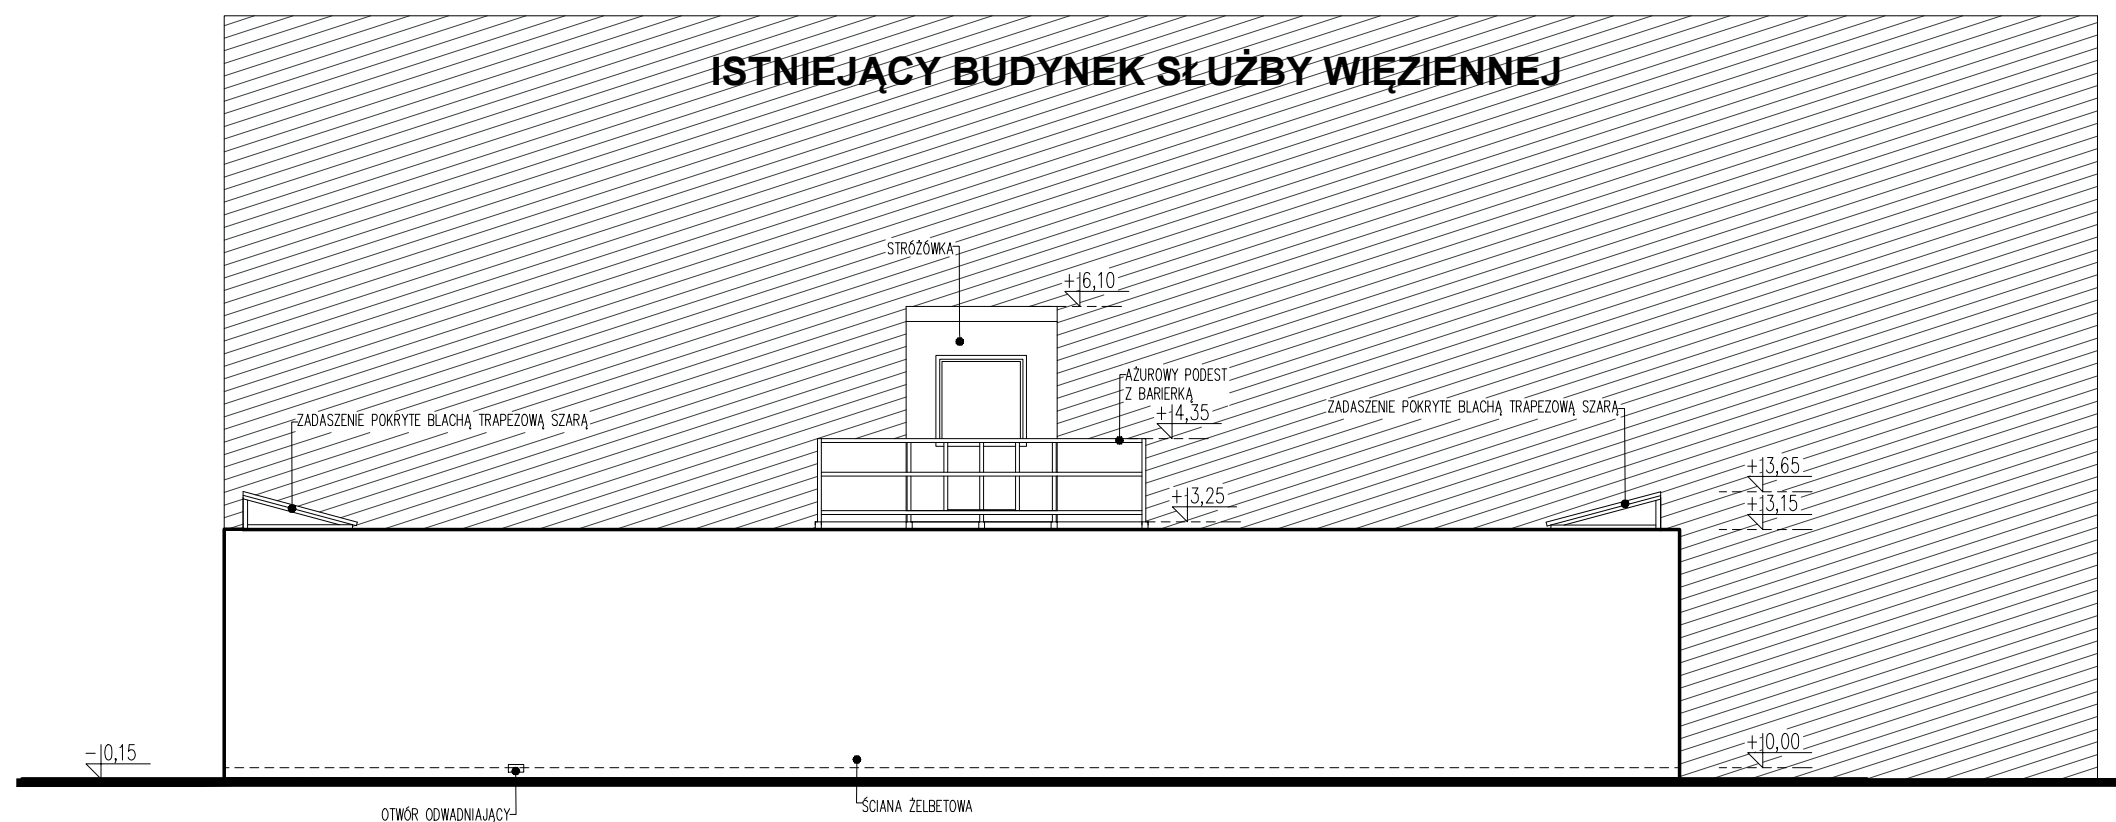 ISTNIEJĄCY BUDYNEK SŁUŻBY WIĘZIENNEJ
STRÓŻÓWKA
+6,10
AŻUROWY PODEST
Z BARIERKĄ
+4,35
ZADASZENIE POKRYTE BLACHĄ TRAPEZOWĄ SZARĄ
ZADASZENIE POKRYTE BLACHĄ TRAPEZOWĄ SZARĄ
+3,65
+3,25
+3,15
-0,15
+0,00
OTWÓR ODWADNIAJĄCY
ŚCIANA ŻELBETOWA